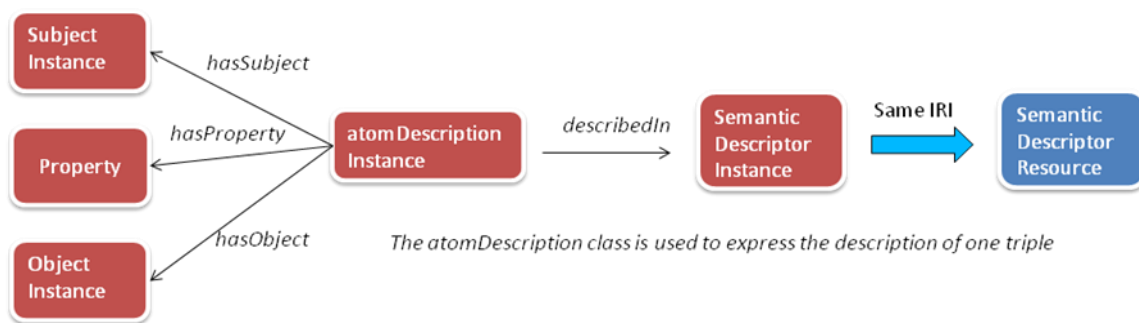 Subject
Instance
hasSubject
hasProperty
Property
hasObject
Object
Instance
atomDescription
Instance
describedIn
Semantic
Descriptor
Instance
Same IRI
Semantic
Descriptor
Resource
The atomDescription class is used to express the description of one triple